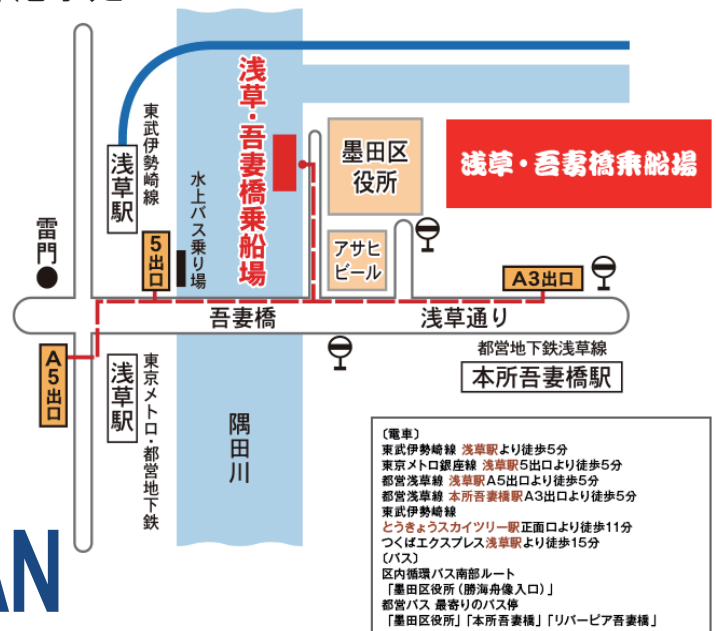 浅草・吾妻橋乗船場
東武伊勢崎線
浅草駅
水上バス乗り場
墨田区
役所
浅草・吾妻橋乗船場
雷門
5出口
アサヒ
ビール
A3出口
吾妻橋
浅草通り
A5出口
浅草駅
東京メトロ・都営地下鉄
都営地下鉄浅草線
本所吾妻橋駅
隅田川
〔電車〕
東武伊勢崎線 浅草駅より徒歩5分
東京メトロ銀座線 浅草駅5出口より徒歩5分
都営浅草線 浅草駅A5出口より徒歩5分
都営浅草線 本所吾妻橋駅A3出口より徒歩5分
東武伊勢崎線
とうきょうスカイツリー駅正面口より徒歩11分
つくばエクスプレス浅草駅より徒歩15分
〔バス〕
区内循環バス南部ルート
「墨田区役所(勝海舟像入口)」
都営バス 最寄りのバス停
「墨田区役所」「本所吾妻橋」「リバーピア吾妻橋」
AN